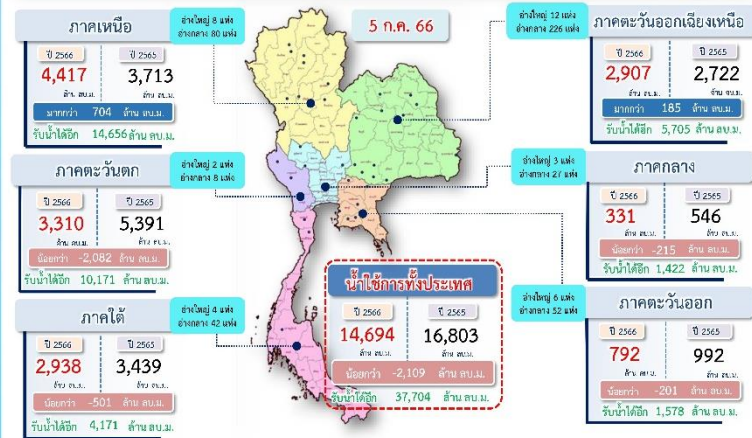 5 ก.ค. 66
ภาคเหนือ
อ่างใหญ่ 8 แห่ง
อ่างกลาง 80 แห่ง
ปี 2566
ปี 2565
4,417
3,713
ล้าน ลบ.ม.
ล้าน ลบ.ม.
มากกว่า 704 ล้าน ลบ.ม.
รับน้ำได้อีก 14,656 ล้าน ลบ.ม.
ภาคตะวันออกเฉียงเหนือ
อ่างใหญ่ 12 แห่ง
อ่างกลาง 226 แห่ง
ปี 2566
ปี 2565
2,907
2,722
ล้าน ลบ.ม.
ล้าน ลบ.ม.
มากกว่า 185 ล้าน ลบ.ม.
รับน้ำได้อีก 5,705 ล้าน ลบ.ม.
ภาคตะวันตก
อ่างใหญ่ 2 แห่ง
อ่างกลาง 8 แห่ง
ปี 2566
ปี 2565
3,310
5,391
ล้าน ลบ.ม.
ล้าน ลบ.ม.
น้อยกว่า -2,082 ล้าน ลบ.ม.
รับน้ำได้อีก 10,171 ล้าน ลบ.ม.
ภาคกลาง
อ่างใหญ่ 3 แห่ง
อ่างกลาง 27 แห่ง
ปี 2566
ปี 2565
331
546
ล้าน ลบ.ม.
ล้าน ลบ.ม.
น้อยกว่า -215 ล้าน ลบ.ม.
รับน้ำได้อีก 1,422 ล้าน ลบ.ม.
ภาคใต้
อ่างใหญ่ 4 แห่ง
อ่างกลาง 42 แห่ง
ปี 2566
ปี 2565
2,938
3,439
ล้าน ลบ.ม.
ล้าน ลบ.ม.
น้อยกว่า -501 ล้าน ลบ.ม.
รับน้ำได้อีก 4,171 ล้าน ลบ.ม.
น้ำใช้การทั้งประเทศ
ปี 2566
ปี 2565
14,694
16,803
ล้าน ลบ.ม.
ล้าน ลบ.ม.
น้อยกว่า -2,109 ล้าน ลบ.ม.
รับน้ำได้อีก 37,704 ล้าน ลบ.ม.
ภาคตะวันออก
อ่างใหญ่ 6 แห่ง
อ่างกลาง 52 แห่ง
ปี 2566
ปี 2565
792
992
ล้าน ลบ.ม.
ล้าน ลบ.ม.
น้อยกว่า -201 ล้าน ลบ.ม.
รับน้ำได้อีก 1,578 ล้าน ลบ.ม.